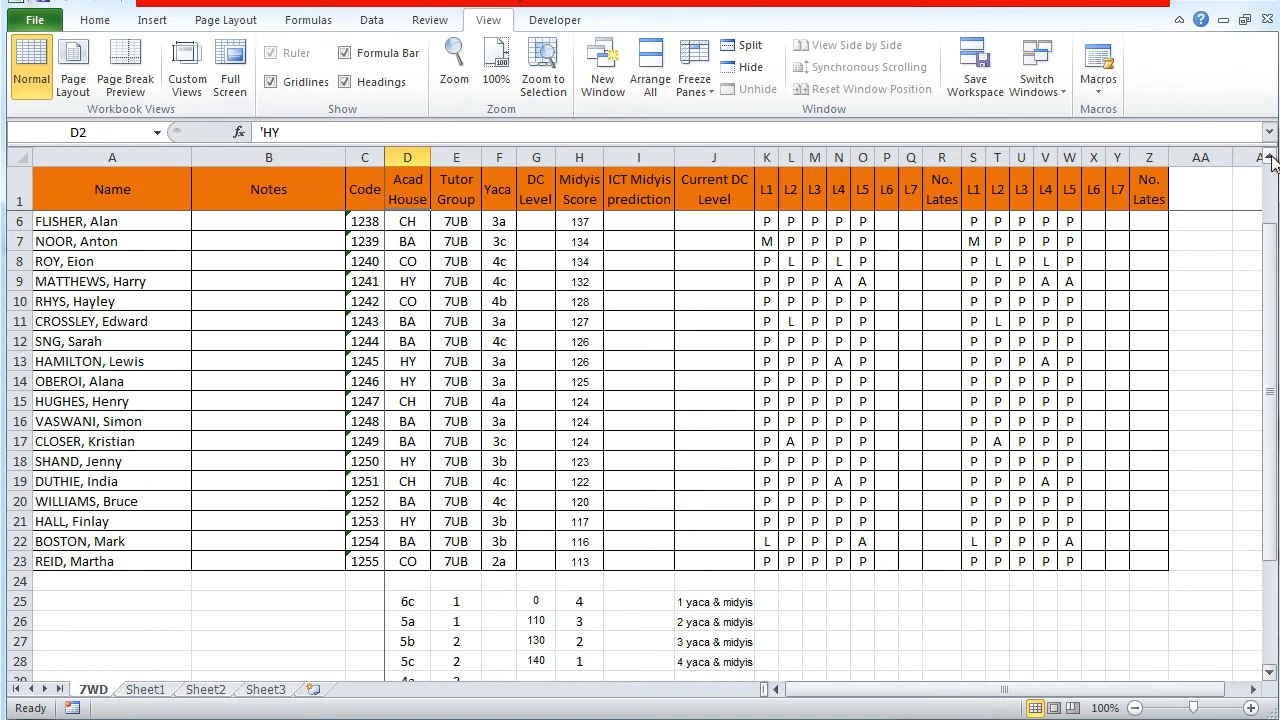 File Home Insert Page Layout Formulas Data Review View Developer
Normal Page Layout Page Break Preview Custom Views Full Screen
Workbook Views
Ruler Formula Bar
Gridlines Headings
Show
Zoom 100% Zoom to Selection
Zoom
New Window Arrange All Freeze Panes
Split
Hide
Unhide
View Side by Side
Synchronous Scrolling
Reset Window Position
Window
Save Workspace Switch Windows
Macros
Macros
D2 fx 'HY
A B C D E F G H I J K L M N O P Q R S T U V W X Y Z AA
1 Name Notes Code Acad House Tutor Group Yaca DC Level Midyis Score ICT Midyis prediction Current DC Level L1 L2 L3 L4 L5 L6 L7 No. Lates L1 L2 L3 L4 L5 L6 L7 No. Lates
6 FLISHER, Alan 1238 CH 7UB 3a 137 P P P P P P P P P P
7 NOOR, Anton 1239 BA 7UB 3c 134 M P P P P M P P P P
8 ROY, Eion 1240 CO 7UB 4c 134 P L P L P P L P L P
9 MATTHEWS, Harry 1241 HY 7UB 4c 132 P P P A A P P P A A
10 RHYS, Hayley 1242 CO 7UB 4b 128 P P P P P P P P P P
11 CROSSLEY, Edward 1243 BA 7UB 3a 127 P L P P P P L P P P
12 SNG, Sarah 1244 BA 7UB 4c 126 P P P P P P P P P P
13 HAMILTON, Lewis 1245 HY 7UB 3a 126 P P P A P P P P A P
14 OBEROI, Alana 1246 HY 7UB 3a 125 P P P P P P P P P P
15 HUGHES, Henry 1247 CH 7UB 4a 124 P P P P P P P P P P
16 VASWANI, Simon 1248 BA 7UB 3a 124 P P P P P P P P P P
17 CLOSER, Kristian 1249 BA 7UB 3c 124 P A P P P P A P P P
18 SHAND, Jenny 1250 HY 7UB 3b 123 P P P P P P P P P P
19 DUTHIE, India 1251 CH 7UB 4c 122 P P P A P P P P A P
20 WILLIAMS, Bruce 1252 BA 7UB 4c 120 P P P P P P P P P P
21 HALL, Finlay 1253 HY 7UB 3b 117 P P P P P P P P P P
22 BOSTON, Mark 1254 BA 7UB 3b 116 L P P P A L P P P A
23 REID, Martha 1255 CO 7UB 2a 113 P P P P P P P P P P
24
25 6c 1 0 4 1 yaca & midyis
26 5a 1 110 3 2 yaca & midyis
27 5b 2 130 2 3 yaca & midyis
28 5c 2 140 1 4 yaca & midyis
7WD Sheet1 Sheet2 Sheet3
Ready 100%